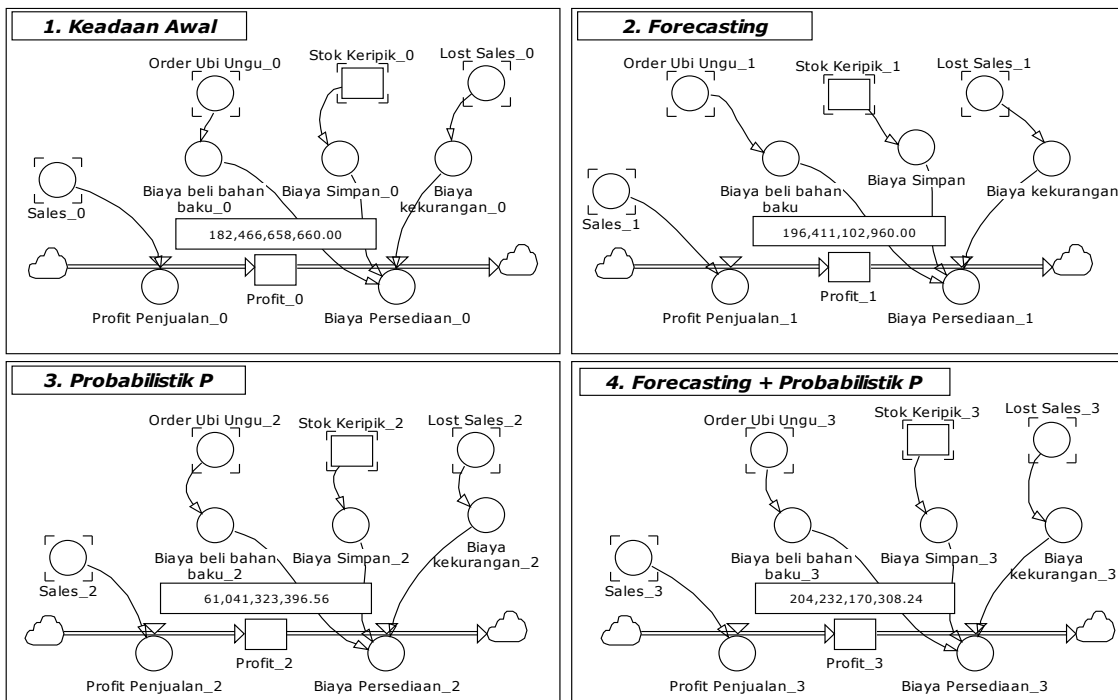 1. Keadaan Awal
Order Ubi Ungu_0
Stok Keripik_0
Lost Sales_0
Sales_0
Biaya beli bahan
baku_0
Biaya Simpan_0
Biaya
kekurangan_0
182,466,658,660.00
Profit Penjualan_0
Profit_0
Biaya Persediaan_0
2. Forecasting
Order Ubi Ungu_1
Stok Keripik_1
Lost Sales_1
Sales_1
Biaya beli bahan
baku
Biaya Simpan
Biaya kekurangan
196,411,102,960.00
Profit Penjualan_1
Profit_1
Biaya Persediaan_1
3. Probabilistik P
Order Ubi Ungu_2
Stok Keripik_2
Lost Sales_2
Sales_2
Biaya beli bahan
baku_2
Biaya Simpan_2
Biaya
kekurangan_2
61,041,323,396.56
Profit Penjualan_2
Profit_2
Biaya Persediaan_2
4. Forecasting + Probabilistik P
Order Ubi Ungu_3
Stok Keripik_3
Lost Sales_3
Sales_3
Biaya beli bahan
baku_3
Biaya Simpan_3
Biaya
kekurangan_3
204,232,170,308.24
Profit Penjualan_3
Profit_3
Biaya Persediaan_3